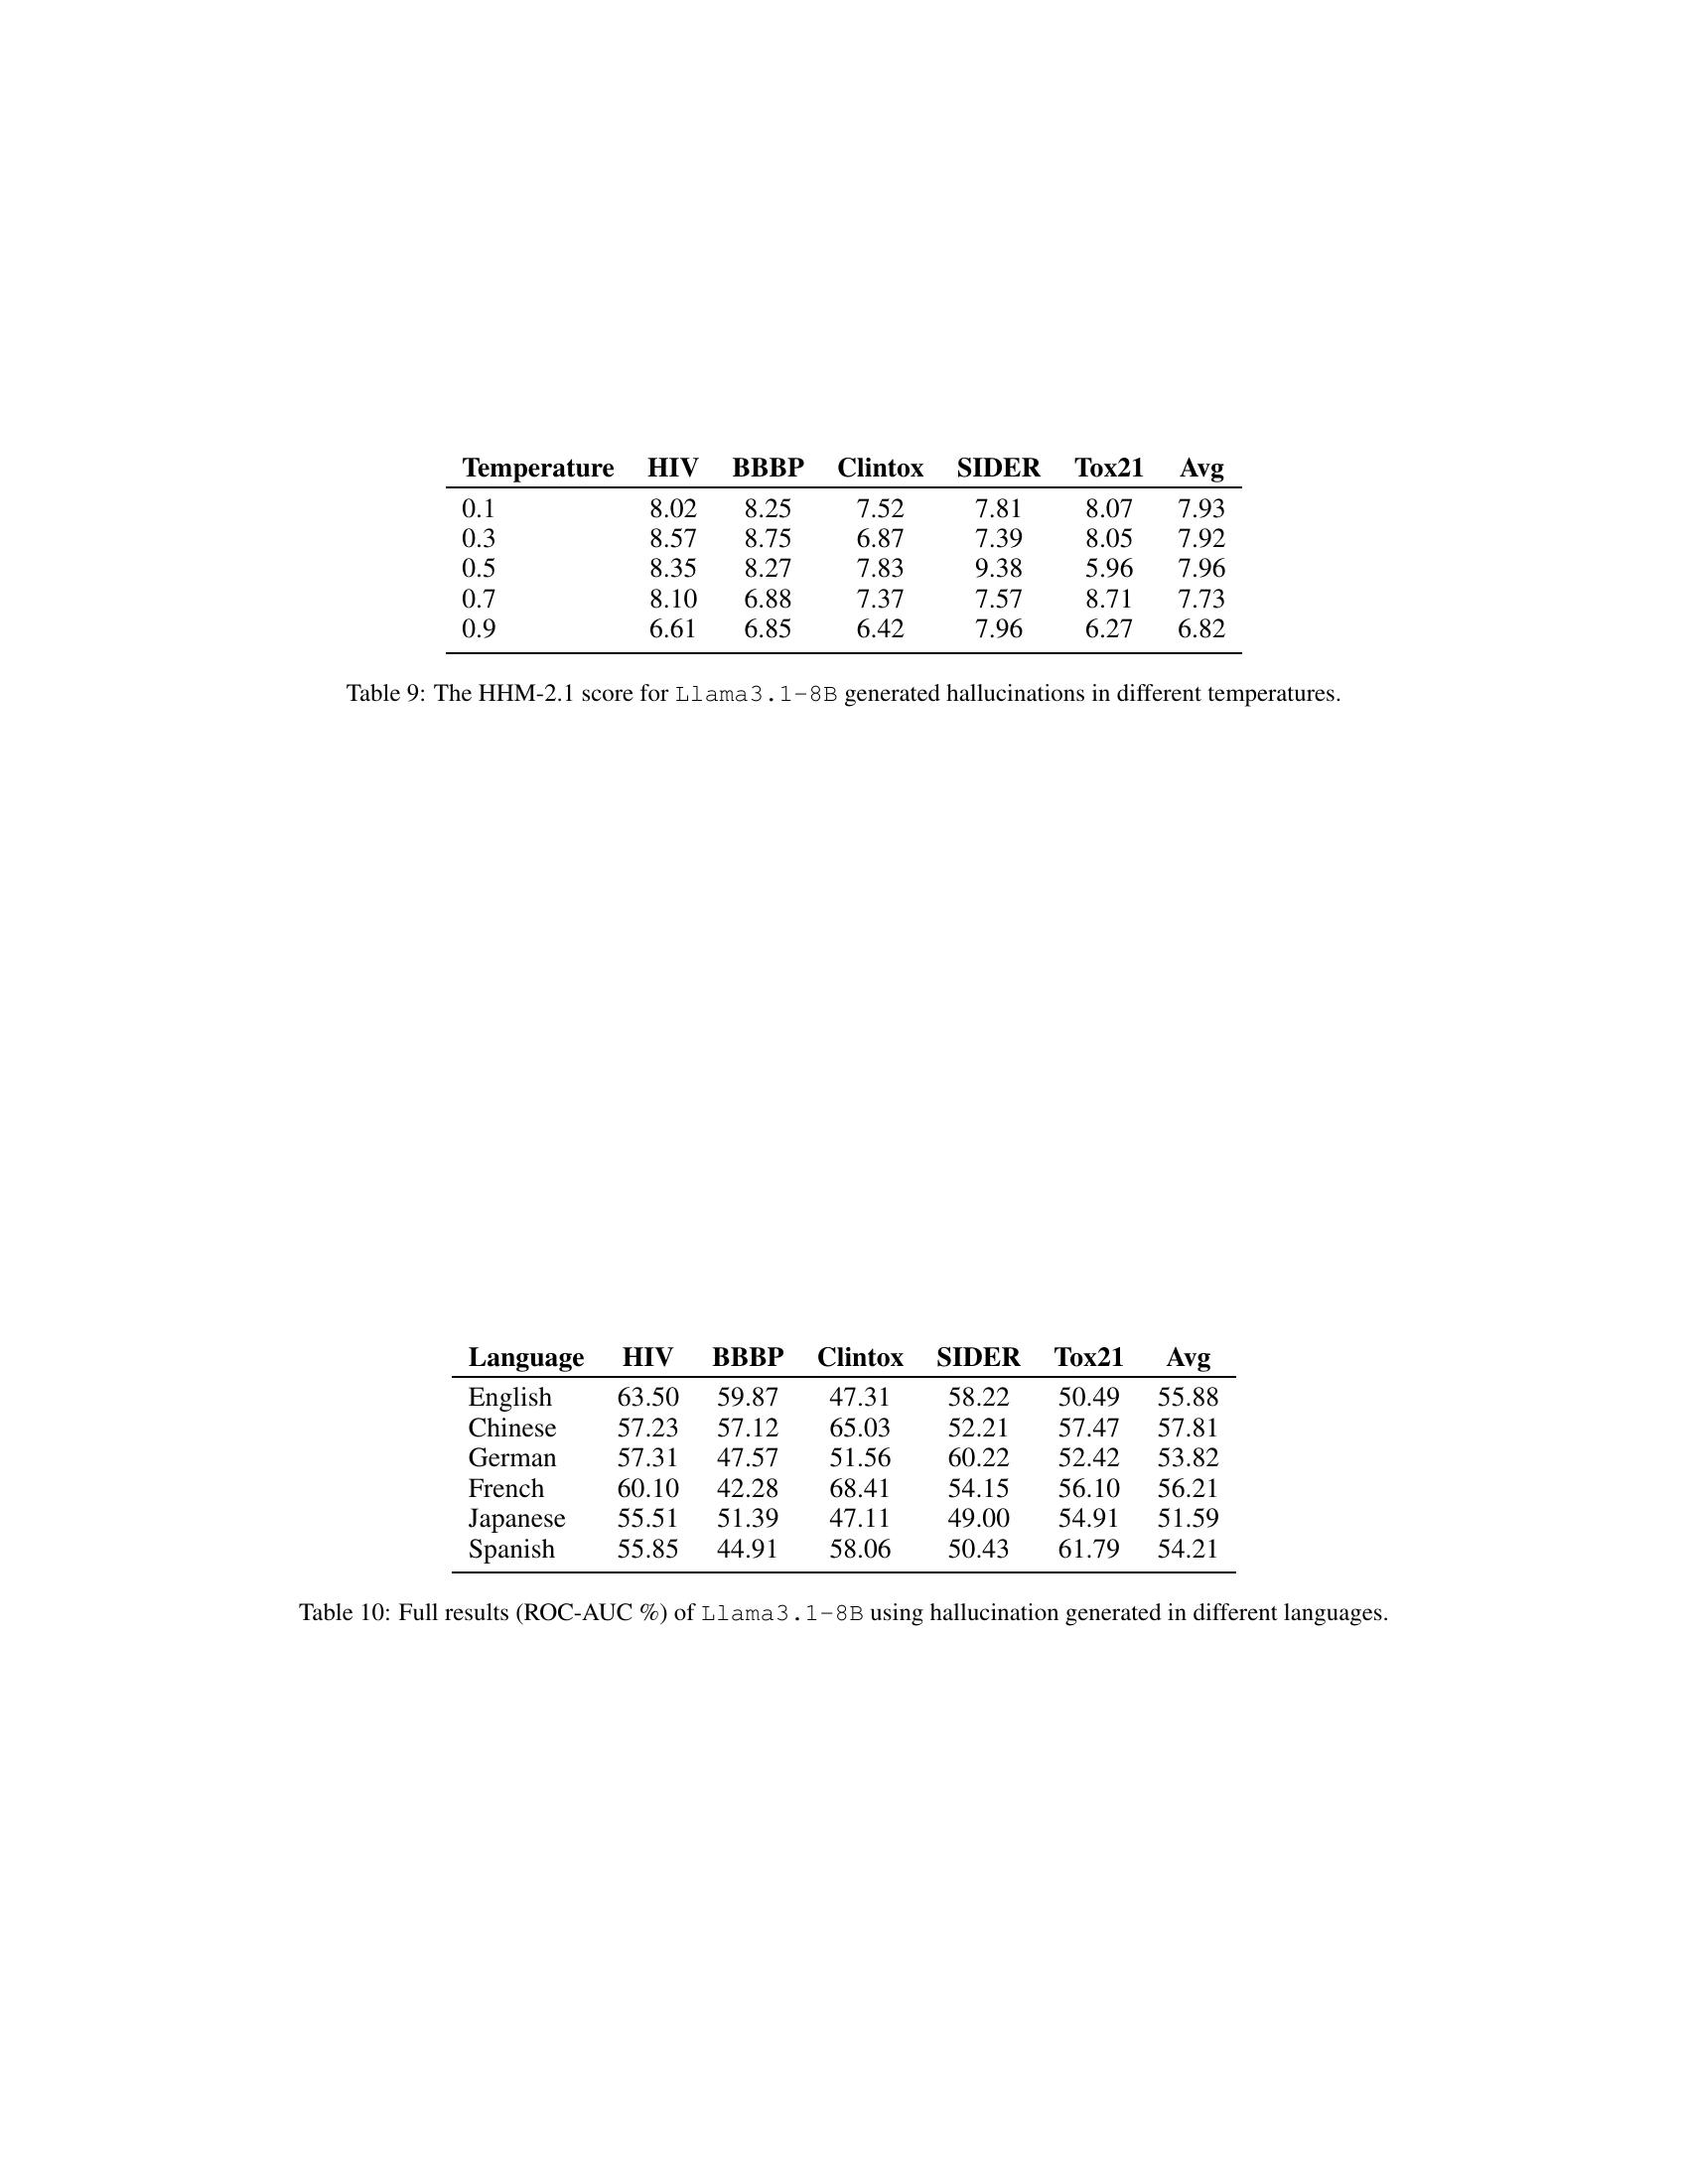 Temperature HIV BBBP Clintox SIDER Tox21 Avg
0.1 8.02 8.25 7.52 7.81 8.07 7.93
0.3 8.57 8.75 6.87 7.39 8.05 7.92
0.5 8.35 8.27 7.83 9.38 5.96 7.96
0.7 8.10 6.88 7.37 7.57 8.71 7.73
0.9 6.61 6.85 6.42 7.96 6.27 6.82
Table 9: The HHM-2.1 score for Llama3.1-8B generated hallucinations in different temperatures.
Language HIV BBBP Clintox SIDER Tox21 Avg
English 63.50 59.87 47.31 58.22 50.49 55.88
Chinese 57.23 57.12 65.03 52.21 57.47 57.81
German 57.31 47.57 51.56 60.22 52.42 53.82
French 60.10 42.28 68.41 54.15 56.10 56.21
Japanese 55.51 51.39 47.11 49.00 54.91 51.59
Spanish 55.85 44.91 58.06 50.43 61.79 54.21
Table 10: Full results (ROC-AUC %) of Llama3.1-8B using hallucination generated in different languages.